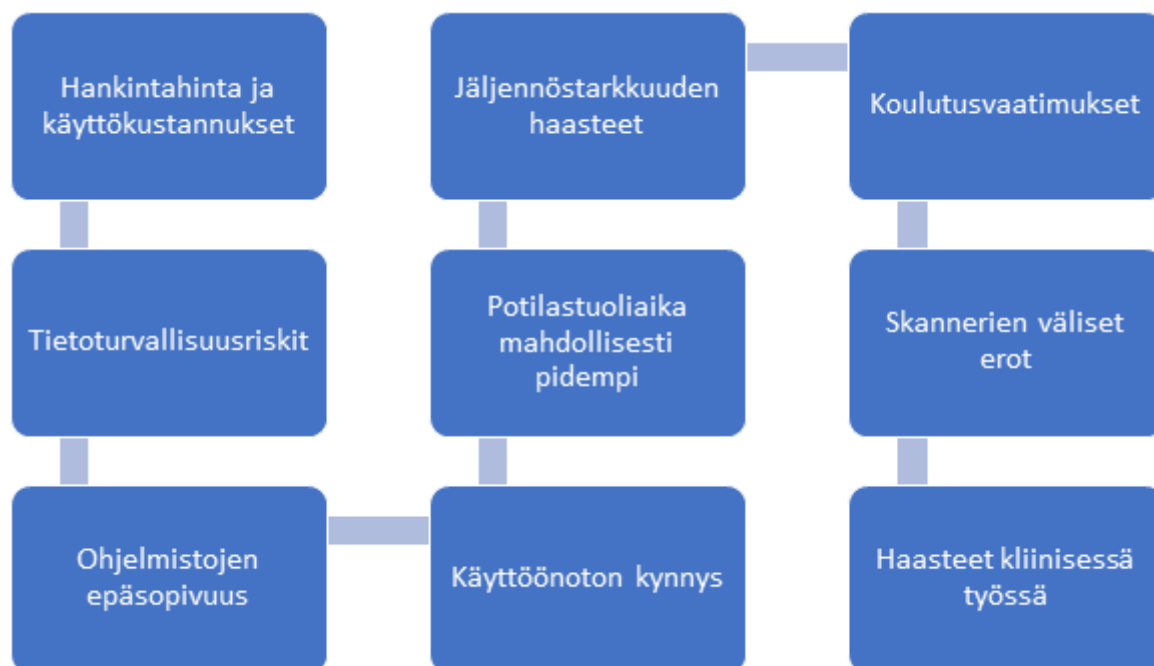 Hankintahinta ja
käyttökustannukset
Tietoturvallisuusriskit
Ohjelmistojen
epäsopivuus
Käyttöönoton kynnys
Potilastuoliaika
mahdollisesti
pidempi
Jäljennöstarkkuuden
haasteet
Koulutusvaatimukset
Skannerien väliset
erot
Haasteet kliinisessä
työssä